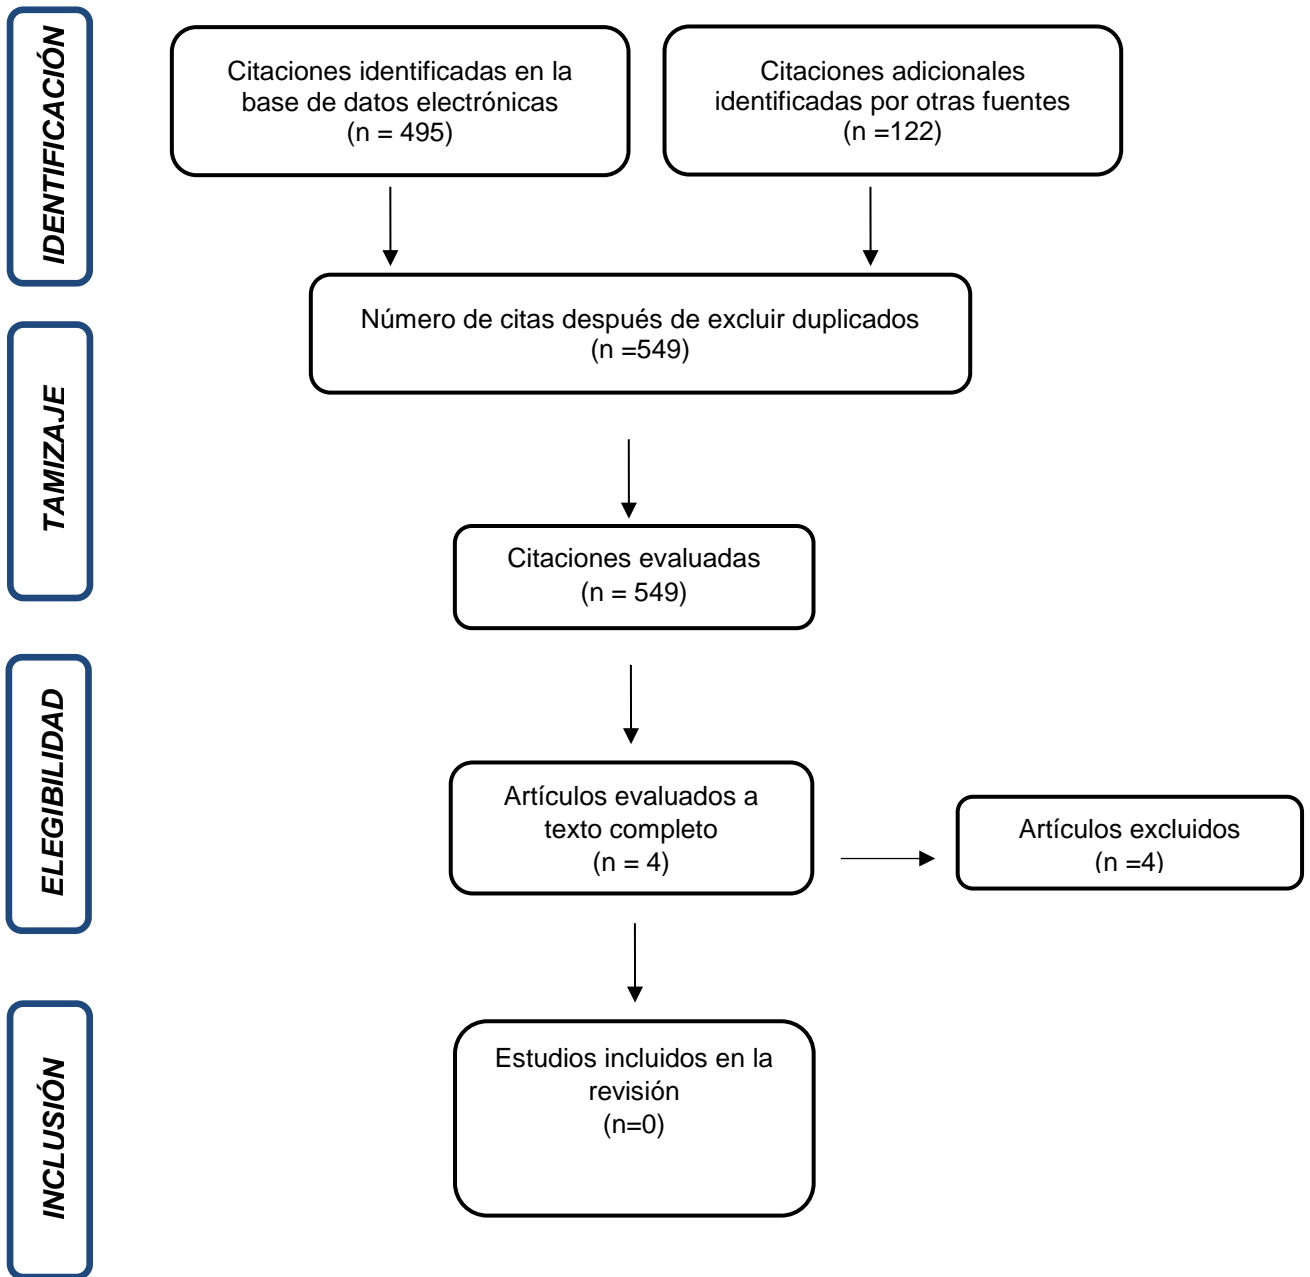 IDENTIFICACIÓN
Citaciones identificadas en la
base de datos electrónicas
(n = 495)
Citaciones adicionales
identificadas por otras fuentes
(n =122)
Número de citas después de excluir duplicados
(n =549)
TAMIZAJE
Citaciones evaluadas
(n = 549)
ELEGIBILIDAD
Artículos evaluados a
texto completo
(n = 4)
Artículos excluidos
(n =4)
INCLUSIÓN
Estudios incluidos en la
revisión
(n=0)